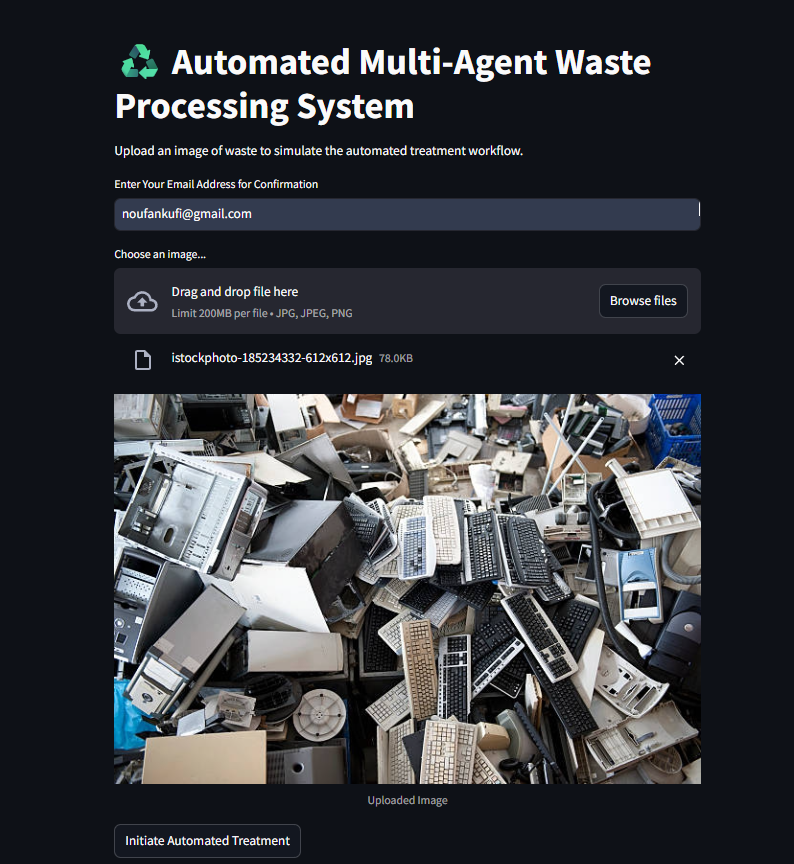 Automated Multi-Agent Waste
Processing System
Upload an image of waste to simulate the automated treatment workflow.
Enter Your Email Address for Confirmation
noufankufi@gmail.com
Choose an image...
Drag and drop file here
Limit 200MB per file • JPG, JPEG, PNG
Browse files
istockphoto-185234332-612x612.jpg 78.0KB
Uploaded Image
Initiate Automated Treatment